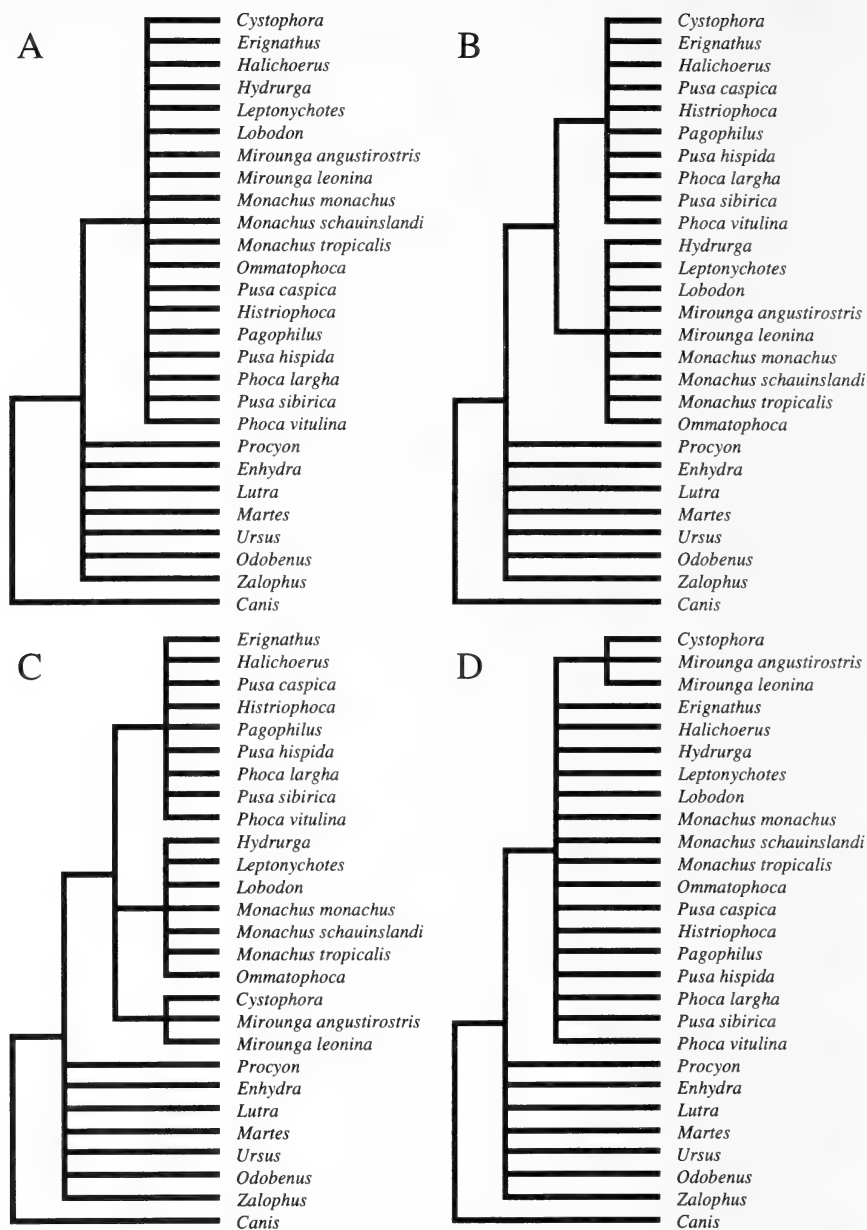 A
Cystophora
Erignathus
Halichoerus
Hydrurga
Leptonychotes
Lobodon
Mirounga angustirostris
Mirounga leonina
Monachus monachus
Monachus schauinslandi
Monachus tropicalis
Ommatophoca
Pusa caspica
Histriophoca
Pagophilus
Pusa hispida
Phoca largha
Pusa sibirica
Phoca vitulina
Procyon
Enhydra
Lutra
Martes
Ursus
Odobenus
Zalophus
Canis
B
Cystophora
Erignathus
Halichoerus
Pusa caspica
Histriophoca
Pagophilus
Pusa hispida
Phoca largha
Pusa sibirica
Phoca vitulina
Hydrurga
Leptonychotes
Lobodon
Mirounga angustirostris
Mirounga leonina
Monachus monachus
Monachus schauinslandi
Monachus tropicalis
Ommatophoca
Procyon
Enhydra
Lutra
Martes
Ursus
Odobenus
Zalophus
Canis
C
Erignathus
Halichoerus
Pusa caspica
Histriophoca
Pagophilus
Pusa hispida
Phoca largha
Pusa sibirica
Phoca vitulina
Hydrurga
Leptonychotes
Lobodon
Monachus monachus
Monachus schauinslandi
Monachus tropicalis
Ommatophoca
Cystophora
Mirounga angustirostris
Mirounga leonina
Procyon
Enhydra
Lutra
Martes
Ursus
Odobenus
Zalophus
Canis
D
Cystophora
Mirounga angustirostris
Mirounga leonina
Erignathus
Halichoerus
Hydrurga
Leptonychotes
Lobodon
Monachus monachus
Monachus schauinslandi
Monachus tropicalis
Ommatophoca
Pusa caspica
Histriophoca
Pagophilus
Pusa hispida
Phoca largha
Pusa sibirica
Phoca vitulina
Procyon
Enhydra
Lutra
Martes
Ursus
Odobenus
Zalophus
Canis